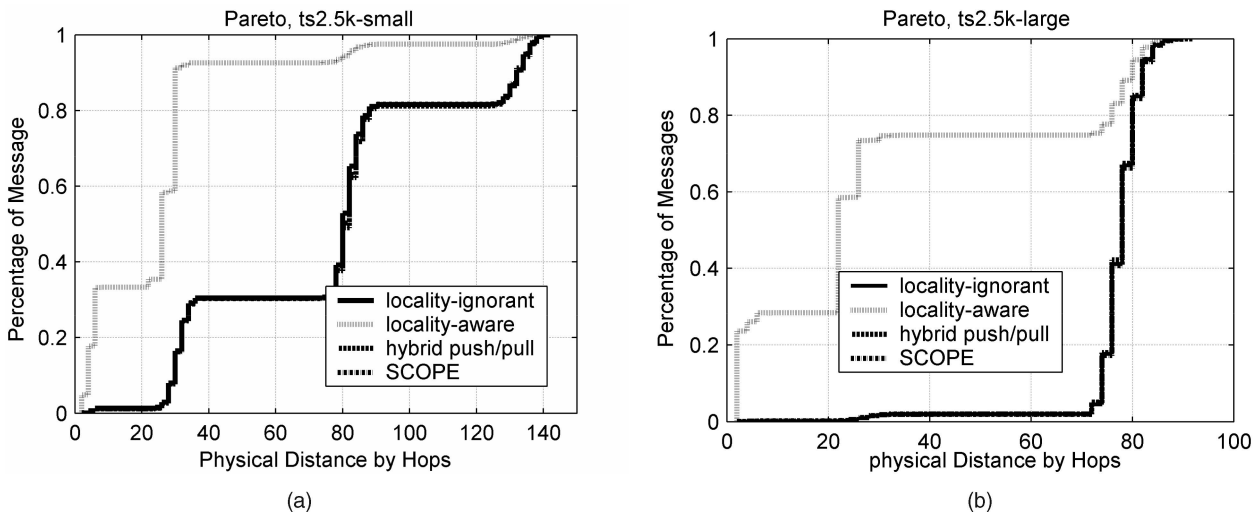 Pareto, ts2.5k-small
1
0.8
0.6
0.4
0.2
0
Percentage of Message
locality-ignorant
locality-aware
hybrid push/pull
SCOPE
0 20 40 60 80 100 120 140
Physical Distance by Hops
(a)
Pareto, ts2.5k-large
1
0.8
0.6
0.4
0.2
0
Percentage of Messages
locality-ignorant
locality-aware
hybrid push/pull
SCOPE
0 20 40 60 80 100
physical Distance by Hops
(b)